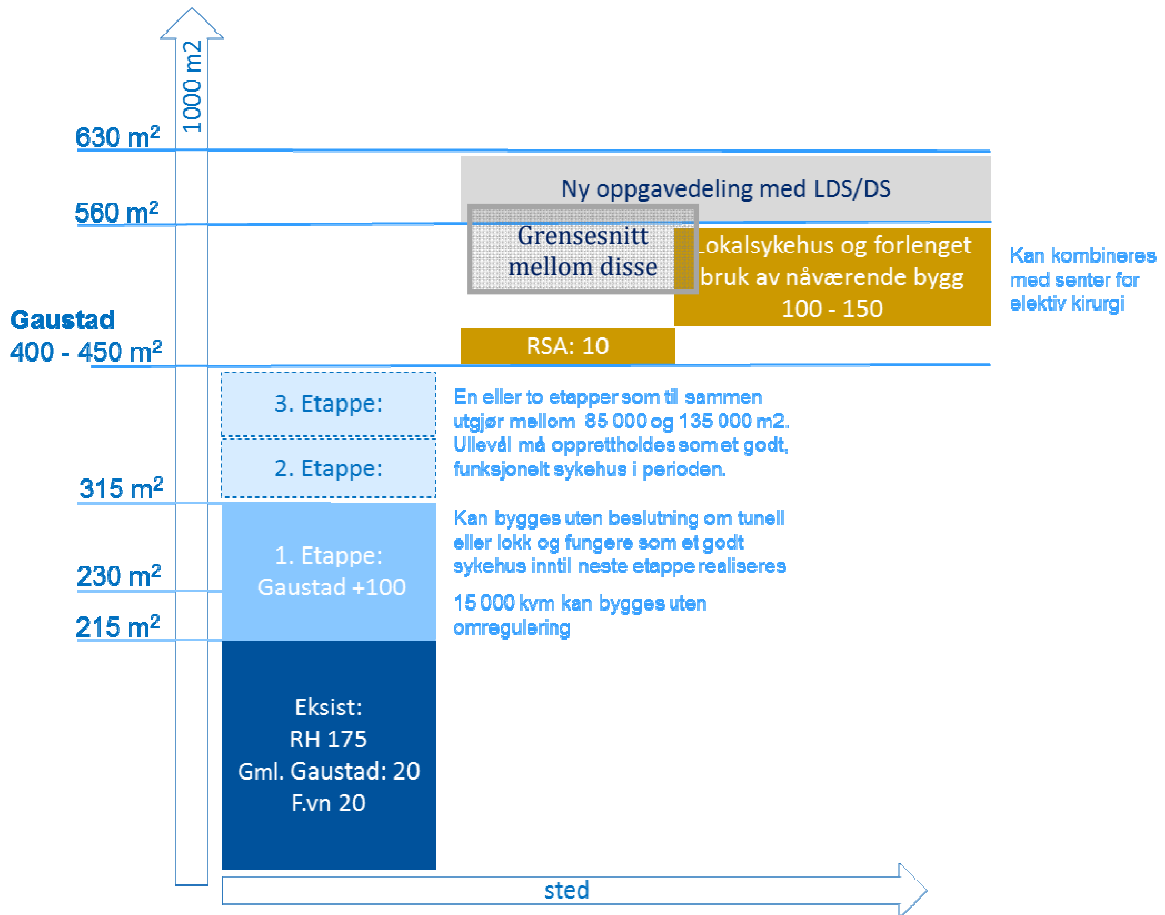 1000 m2
630 m²
Ny oppgavedeling med LDS/DS
560 m²
Grensesnitt
mellom disse
Lokalsykehus og forlenget
bruk av nåværende bygg
100 - 150
Kan kombineres
med senter for
elektiv kirurgi
Gaustad
400 - 450 m²
RSA: 10
3. Etappe:
2. Etappe:
En eller to etapper som til sammen
utgjør mellom 85 000 og 135 000 m2.
Ullevål må opprettholdes som et godt,
funksjonelt sykehus i perioden.
315 m²
1. Etappe:
Gaustad +100
Kan bygges uten beslutning om tunell
eller lokk og fungere som et godt
sykehus inntil neste etappe realiseres
230 m²
15 000 kvm kan bygges uten
omregulering
215 m²
Eksist:
RH 175
Gml. Gaustad: 20
F.vn 20
sted